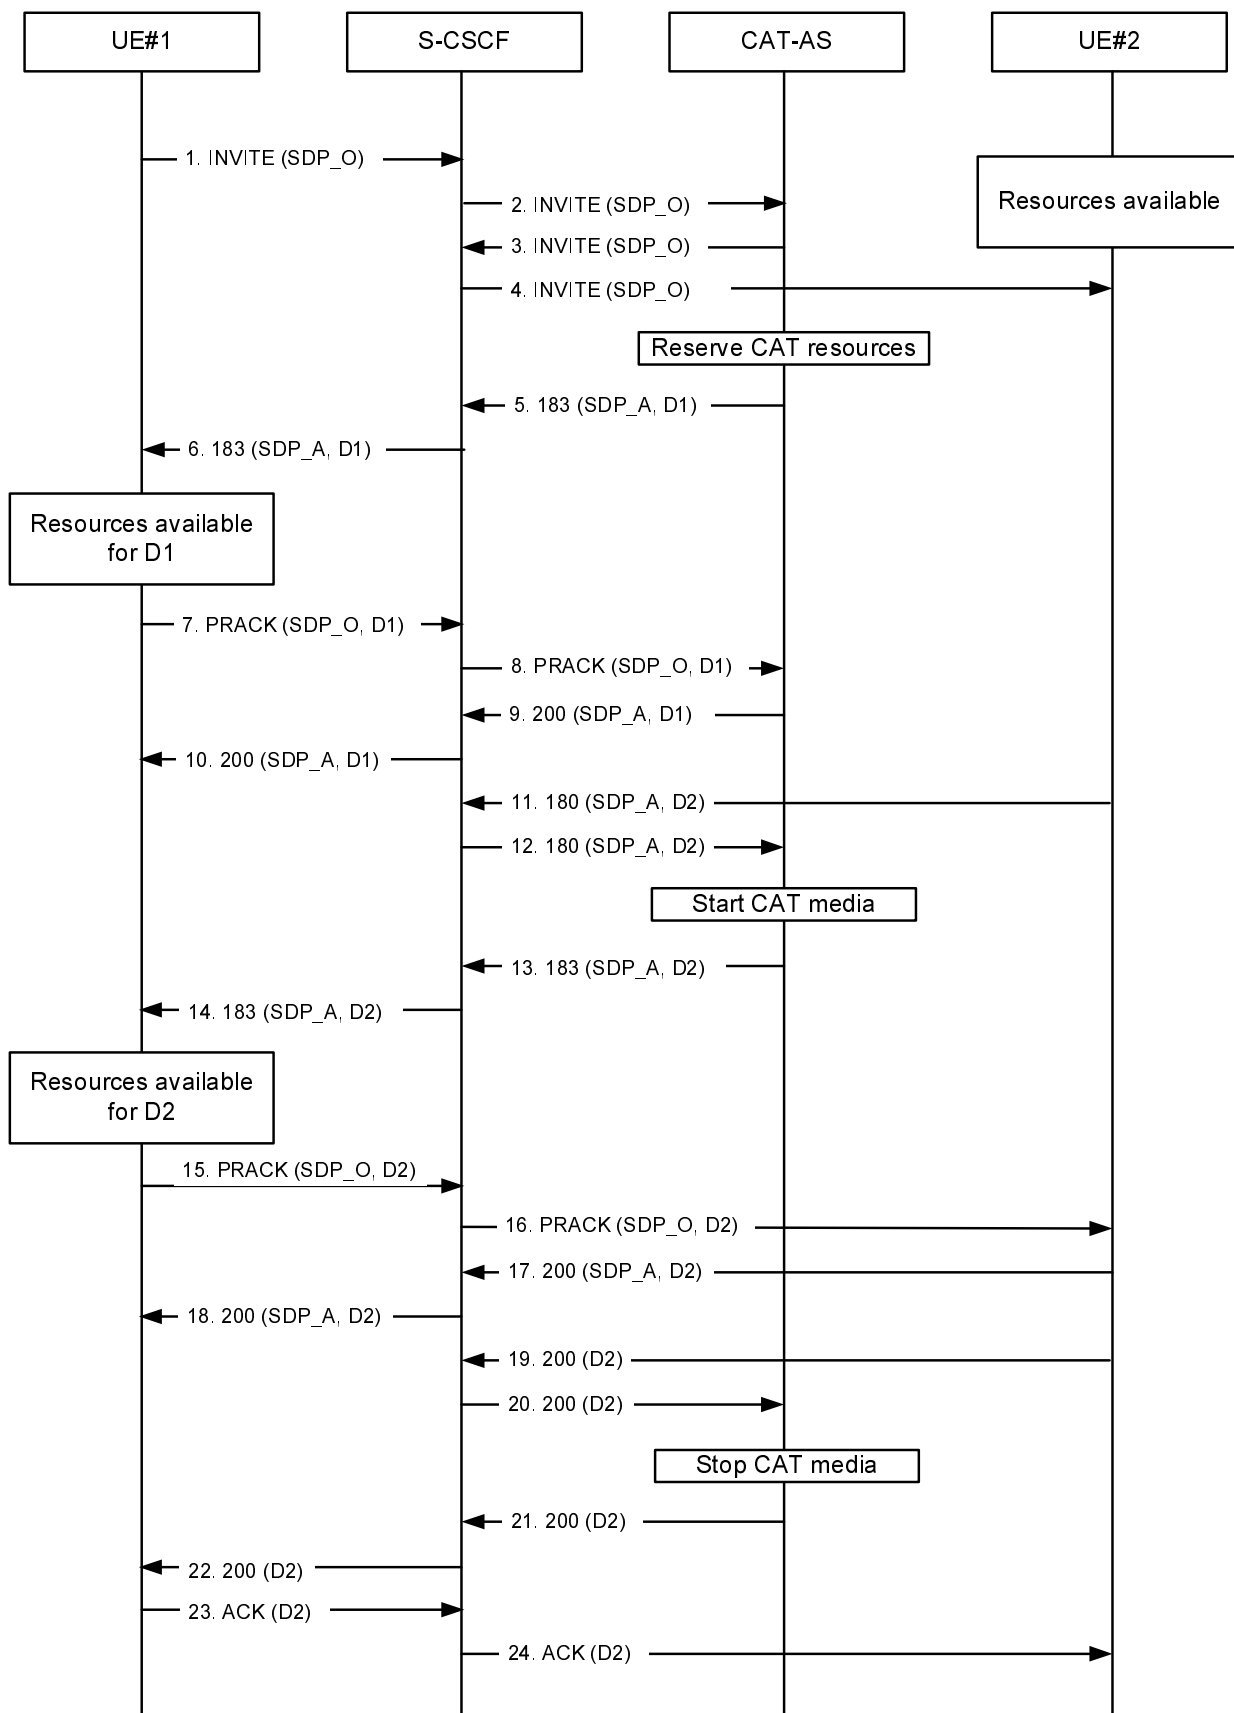 UE#1
S-CSCF
CAT-AS
UE#2
1. INVITE (SDP_O)
Resources available
2. INVITE (SDP_O)
3. INVITE (SDP_O)
4. INVITE (SDP_O)
Reserve CAT resources
5. 183 (SDP_A, D1)
6. 183 (SDP_A, D1)
Resources available
for D1
7. PRACK (SDP_O, D1)
8. PRACK (SDP_O, D1)
9. 200 (SDP_A, D1)
10. 200 (SDP_A, D1)
11. 180 (SDP_A, D2)
12. 180 (SDP_A, D2)
Start CAT media
13. 183 (SDP_A, D2)
14. 183 (SDP_A, D2)
Resources available
for D2
15. PRACK (SDP_O, D2)
16. PRACK (SDP_O, D2)
17. 200 (SDP_A, D2)
18. 200 (SDP_A, D2)
19. 200 (D2)
20. 200 (D2)
Stop CAT media
21. 200 (D2)
22. 200 (D2)
23. ACK (D2)
24. ACK (D2)